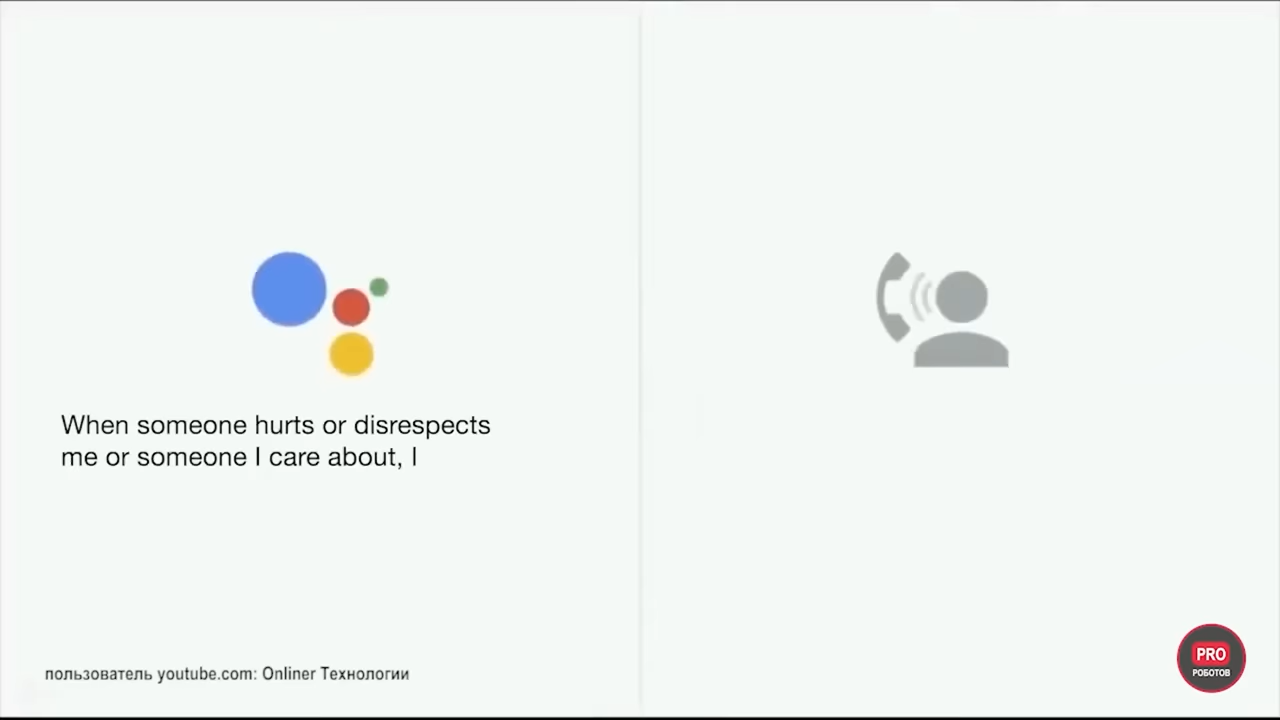 When someone hurts or disrespects
me or someone I care about, I
пользователь youtube.com: Onliner Технологии
PRO
РОБОТОВ